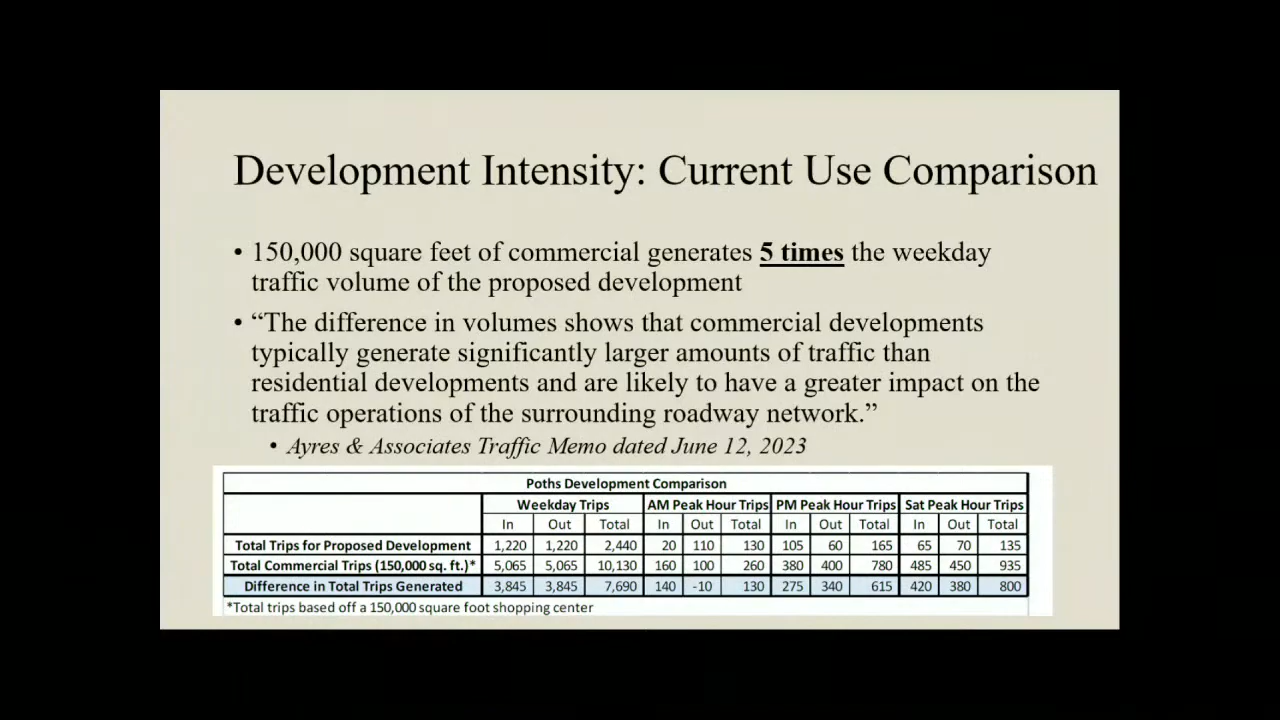 Development Intensity: Current Use Comparison
• 150,000 square feet of commercial generates 5 times the weekday
traffic volume of the proposed development
• “The difference in volumes shows that commercial developments
typically generate significantly larger amounts of traffic than
residential developments and are likely to have a greater impact on the
traffic operations of the surrounding roadway network.”
• Ayres & Associates Traffic Memo dated June 12, 2023
Poths Development Comparison
Weekday Trips AM Peak Hour Trips PM Peak Hour Trips Sat Peak Hour Trips
In Out Total In Out Total In Out Total In Out Total
Total Trips for Proposed Development 1,220 1,220 2,440 20 110 130 105 60 165 65 70 135
Total Commercial Trips (150,000 sq. ft.)* 5,065 5,065 10,130 160 100 260 380 400 780 485 450 935
Difference in Total Trips Generated 3,845 3,845 7,690 140 -10 130 275 340 615 420 380 800
*Total trips based off a 150,000 square foot shopping center